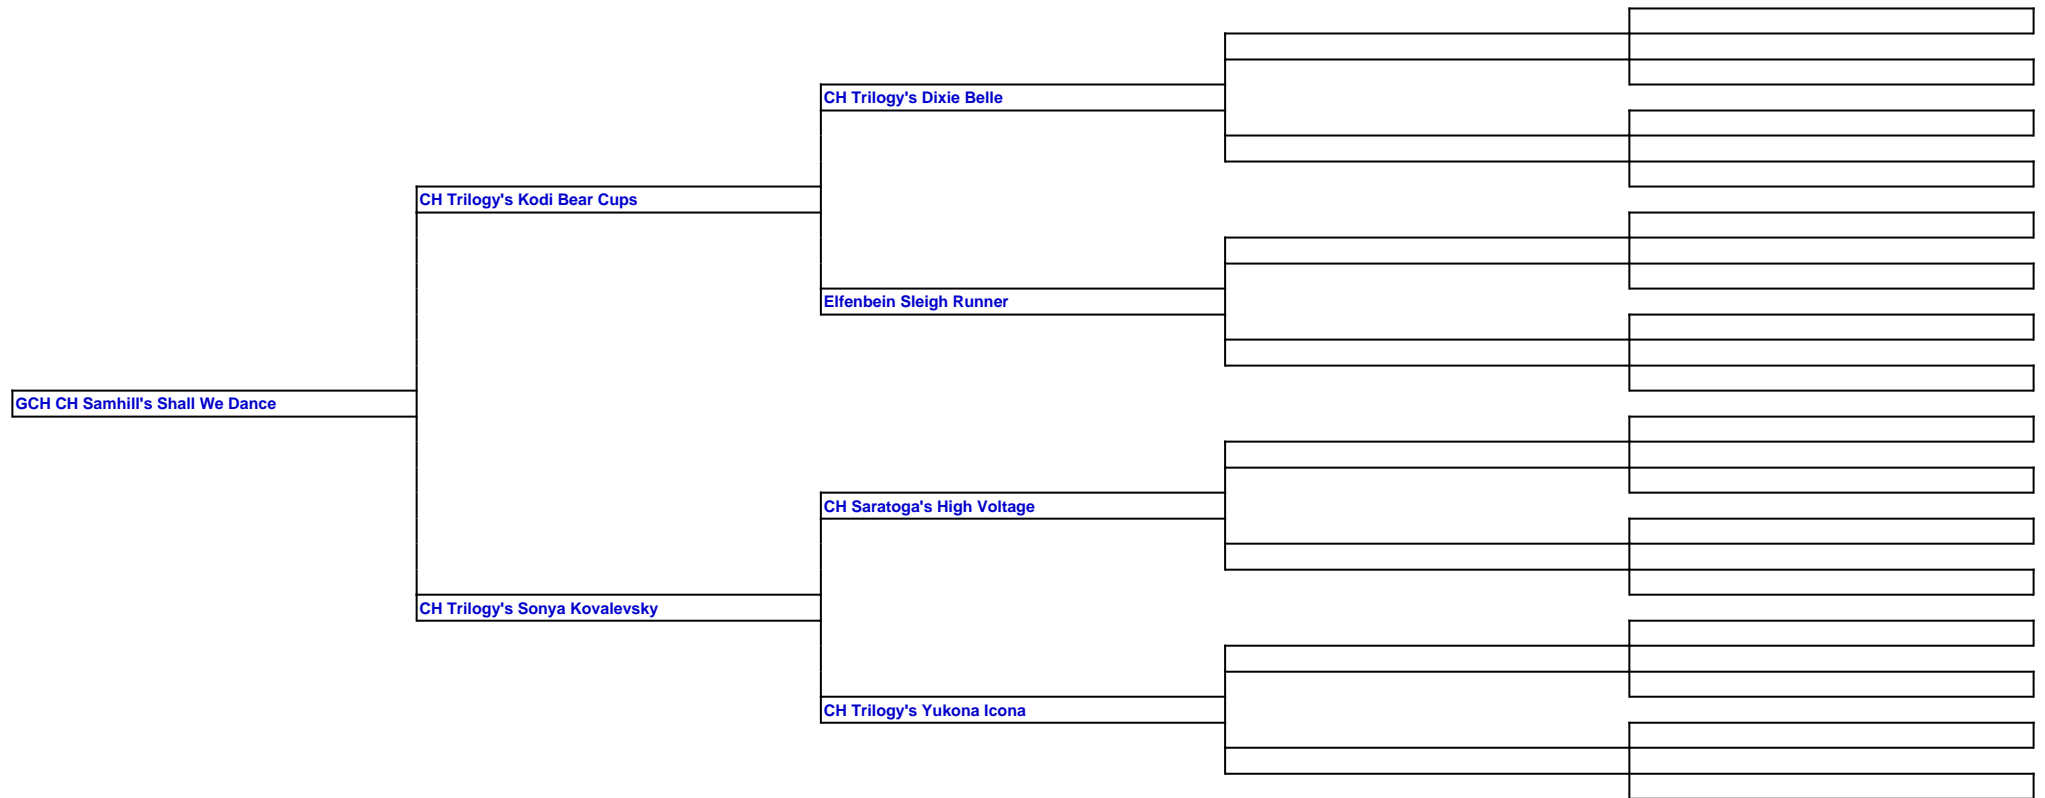 CH Trilogy's Dixie Belle
CH Trilogy's Kodi Bear Cups
Elfenbein Sleigh Runner
GCH CH Samhill's Shall We Dance
CH Saratoga's High Voltage
CH Trilogy's Sonya Kovalevsky
CH Trilogy's Yukona Icona